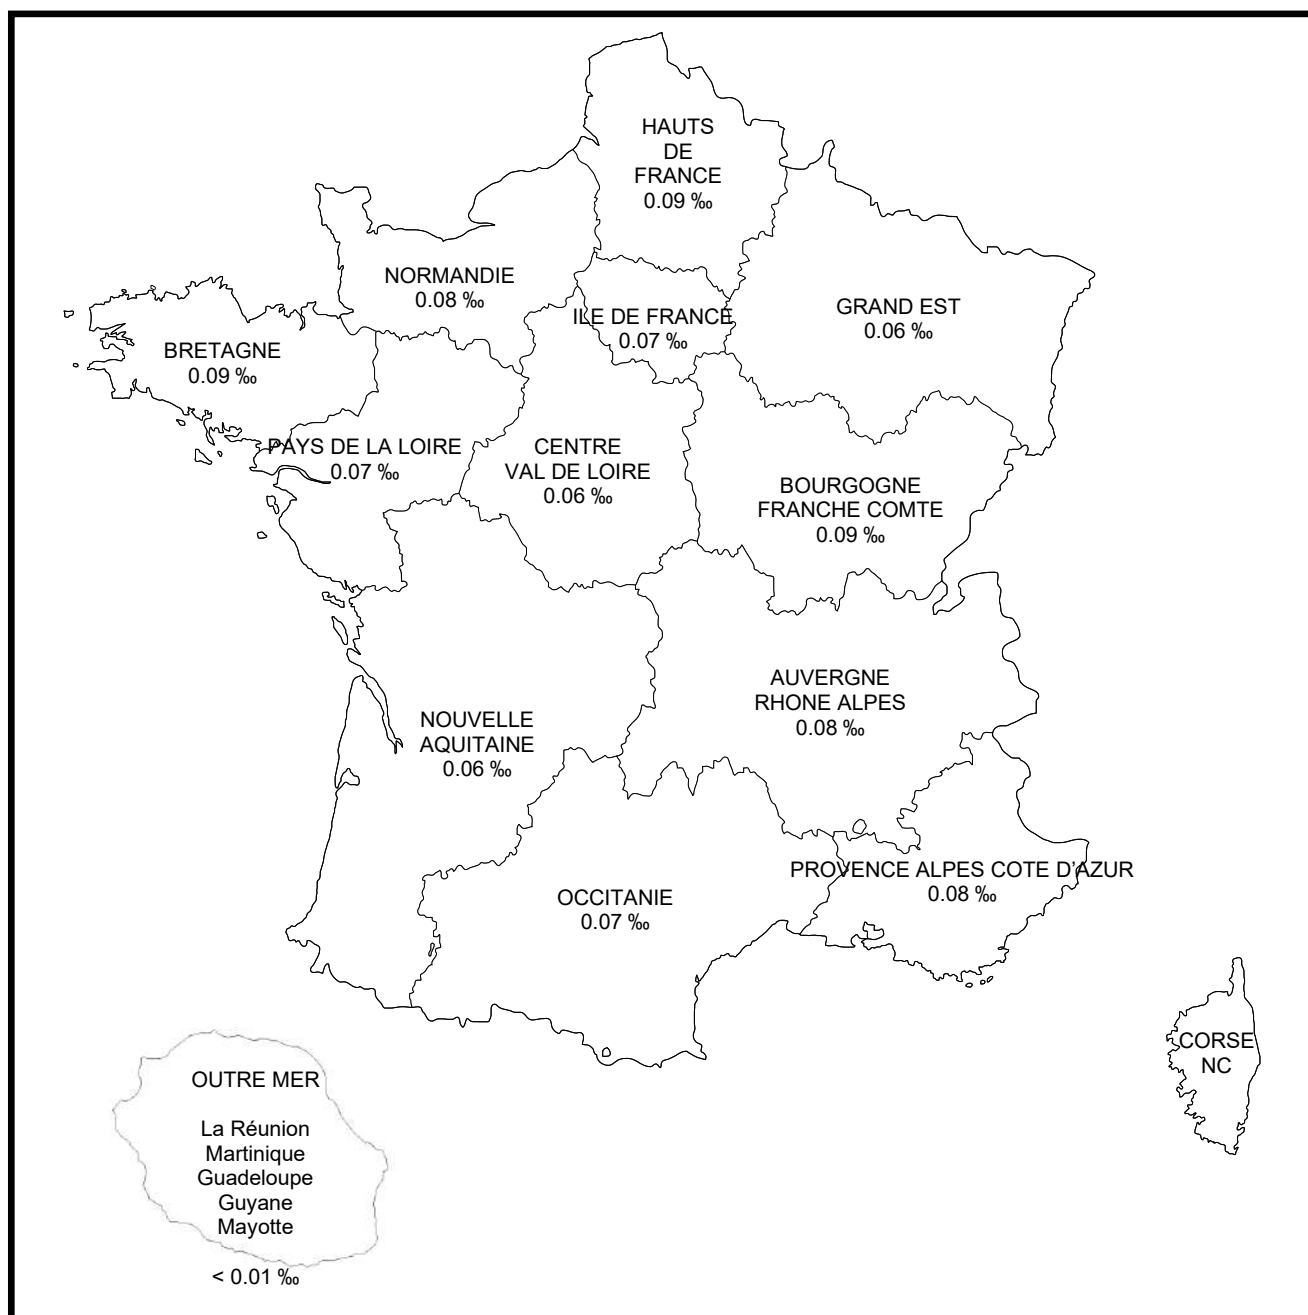 HAUTS
DE
FRANCE
0.09 ‰
NORMANDIE
0.08 ‰
ILE DE FRANCE
0.07 ‰
GRAND EST
0.06 ‰
BRETAGNE
0.09 ‰
PAYS DE LA LOIRE
0.07 ‰
CENTRE
VAL DE LOIRE
0.06 ‰
BOURGOGNE
FRANCHE COMTE
0.09 ‰
AUVERGNE
RHONE ALPES
0.08 ‰
NOUVELLE
AQUITAINE
0.06 ‰
PROVENCE ALPES COTE D'AZUR
0.08 ‰
OCCITANIE
0.07 ‰
CORSE
NC
OUTRE MER
La Réunion
Martinique
Guadeloupe
Guyane
Mayotte
< 0.01 ‰